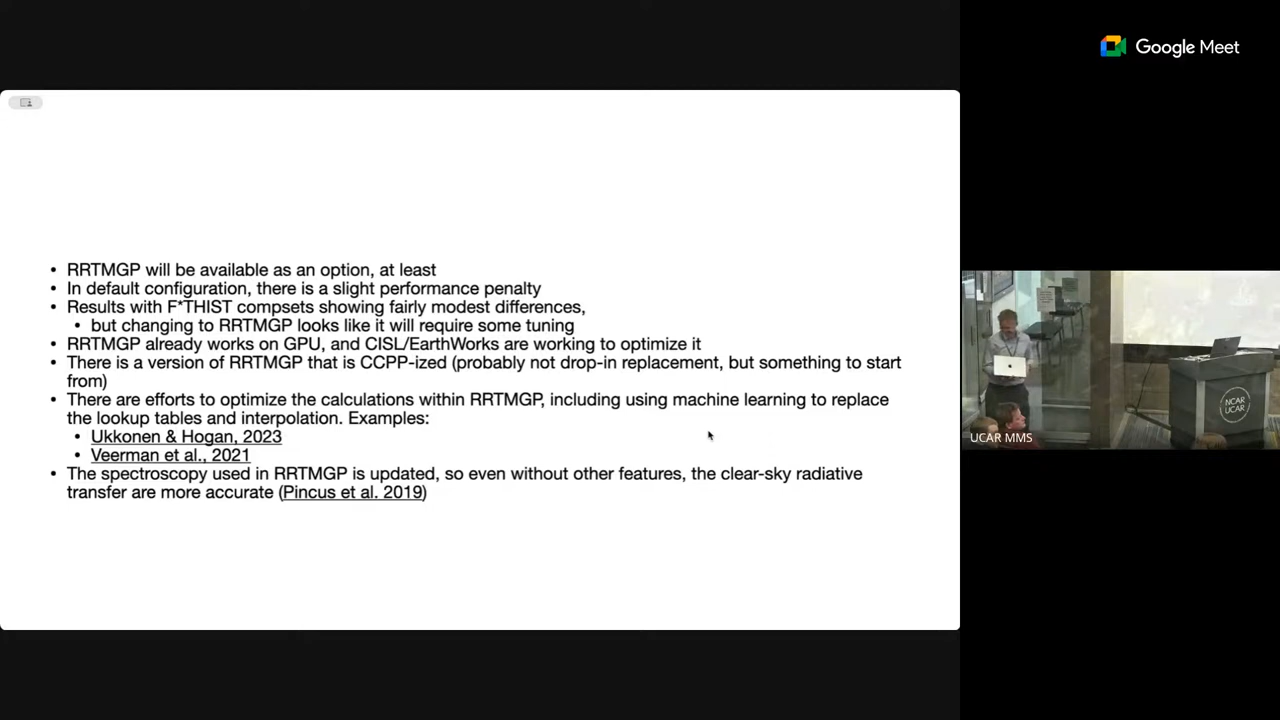 Google Meet
• RRTMGP will be available as an option, at least
• In default configuration, there is a slight performance penalty
• Results with F*THIST compsets showing fairly modest differences,
• but changing to RRTMGP looks like it will require some tuning
• RRTMGP already works on GPU, and CISL/EarthWorks are working to optimize it
• There is a version of RRTMGP that is CCPP-ized (probably not drop-in replacement, but something to start
from)
• There are efforts to optimize the calculations within RRTMGP, including using machine learning to replace
the lookup tables and interpolation. Examples:
• Ukkonen & Hogan, 2023
• Veerman et al., 2021
• The spectroscopy used in RRTMGP is updated, so even without other features, the clear-sky radiative
transfer are more accurate (Pincus et al. 2019)
NCAR
UCAR
UCAR MMS